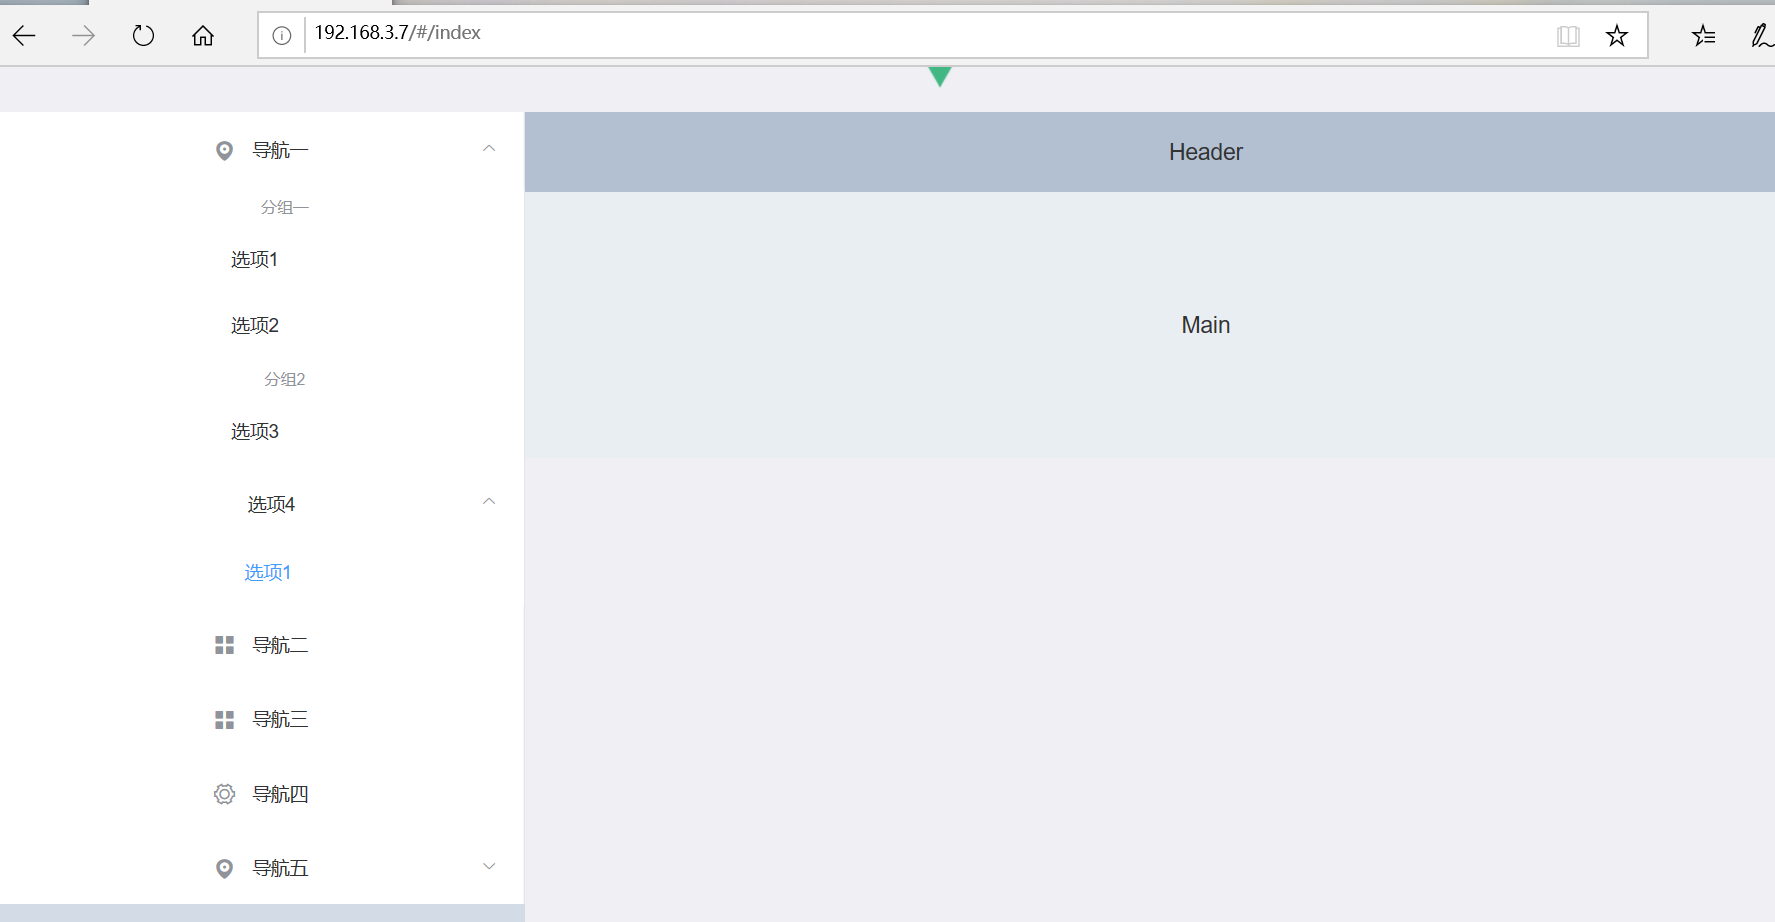 192.168.3.7/#/index
导航一
分组一
选项1
选项2
分组2
选项3
选项4
选项1
导航二
导航三
导航四
导航五
Header
Main